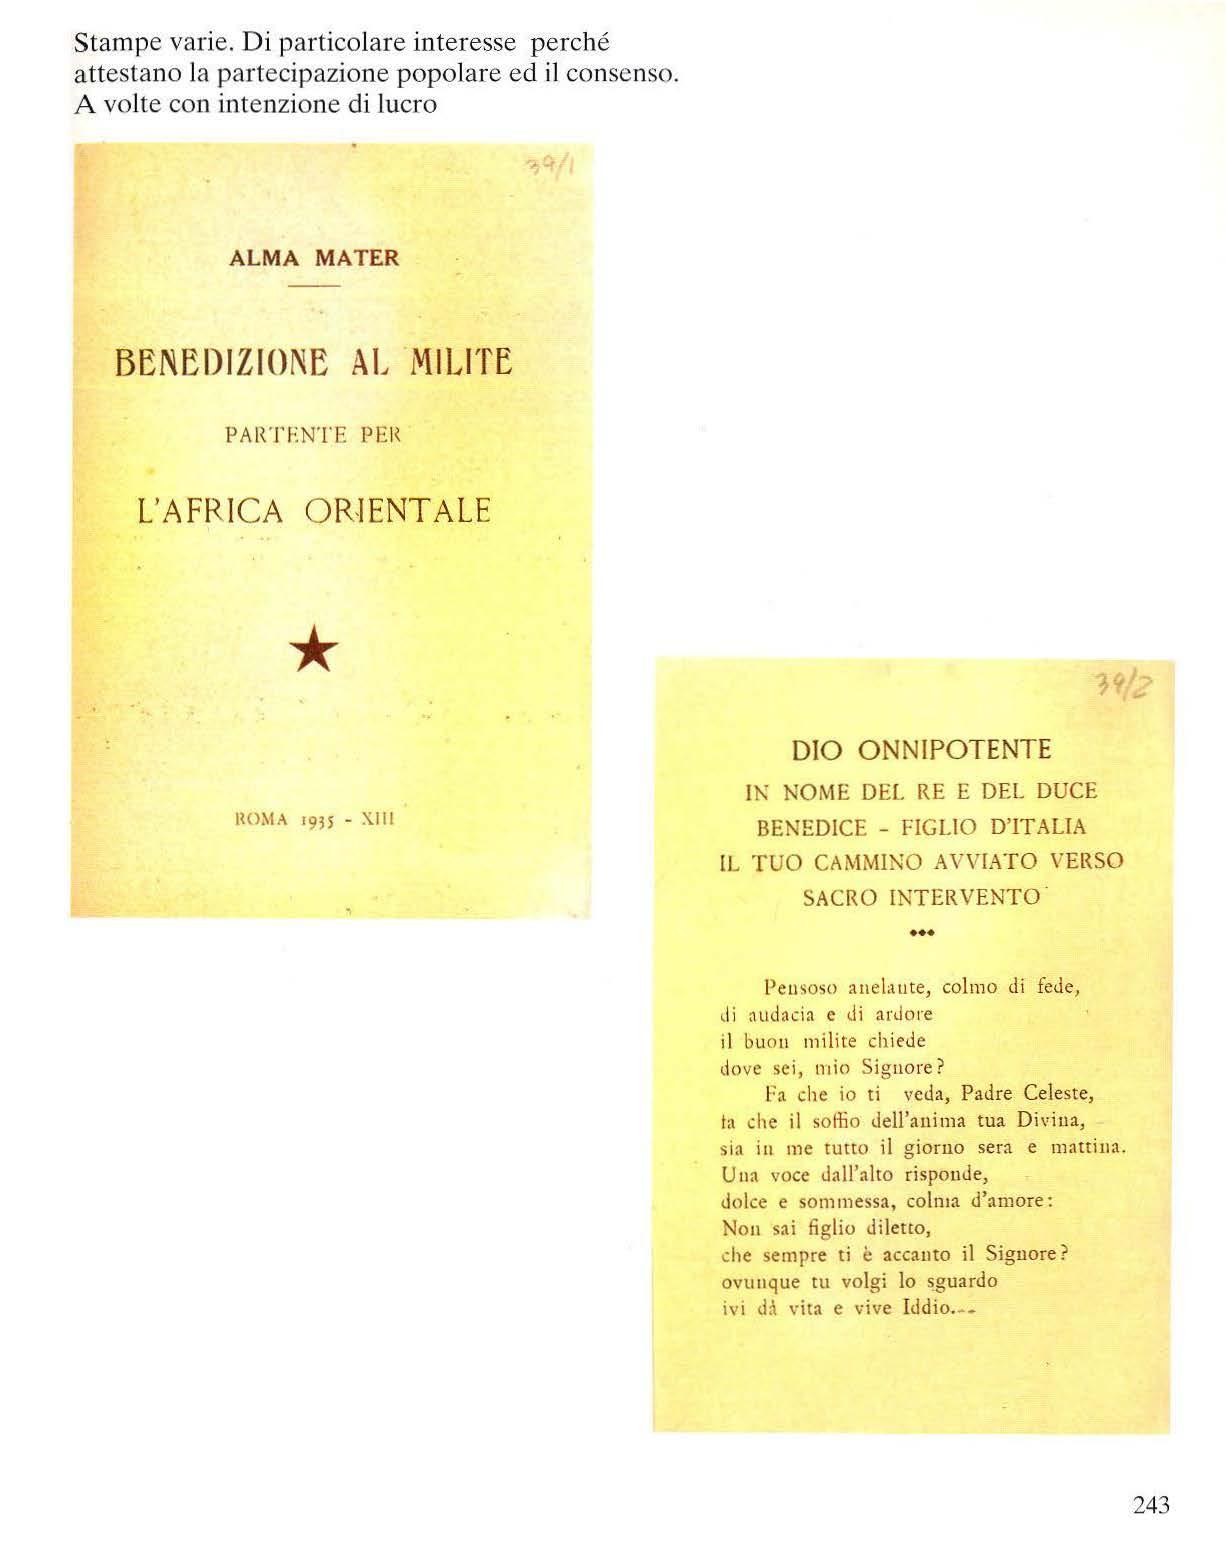 Stampe varie. Di particolare interesse perché
attestano la partecipazione popolare ed il consenso.
A volte con intenzione di lucro
39/1
ALMA MATER
BENEDIZIONE AL MILITE
PARTENTE PER
L'AFRICA ORIENTALE
ROMA 1935 - XIII
39/2
DIO ONNIPOTENTE
IN NOME DEL RE E DEL DUCE
BENEDICE - FIGLIO D'ITALIA
IL TUO CAMMINO AVVIATO VERSO
SACRO INTERVENTO
Pensoso anelante, colmo di fede,
di audacia e di ardore
il buon milite chiede
dove sei, mio Signore?
Fa che io ti veda, Padre Celeste,
fa che il soffio dell'anima tua Divina,
sia in me tutto il giorno sera e mattina.
Una voce dall'alto risponde,
dolce e sommessa, colma d'amore:
Non sai figlio diletto,
che sempre ti è accanto il Signore?
ovunque tu volgi lo sguardo
ivi dà vita e vive Iddio...
243